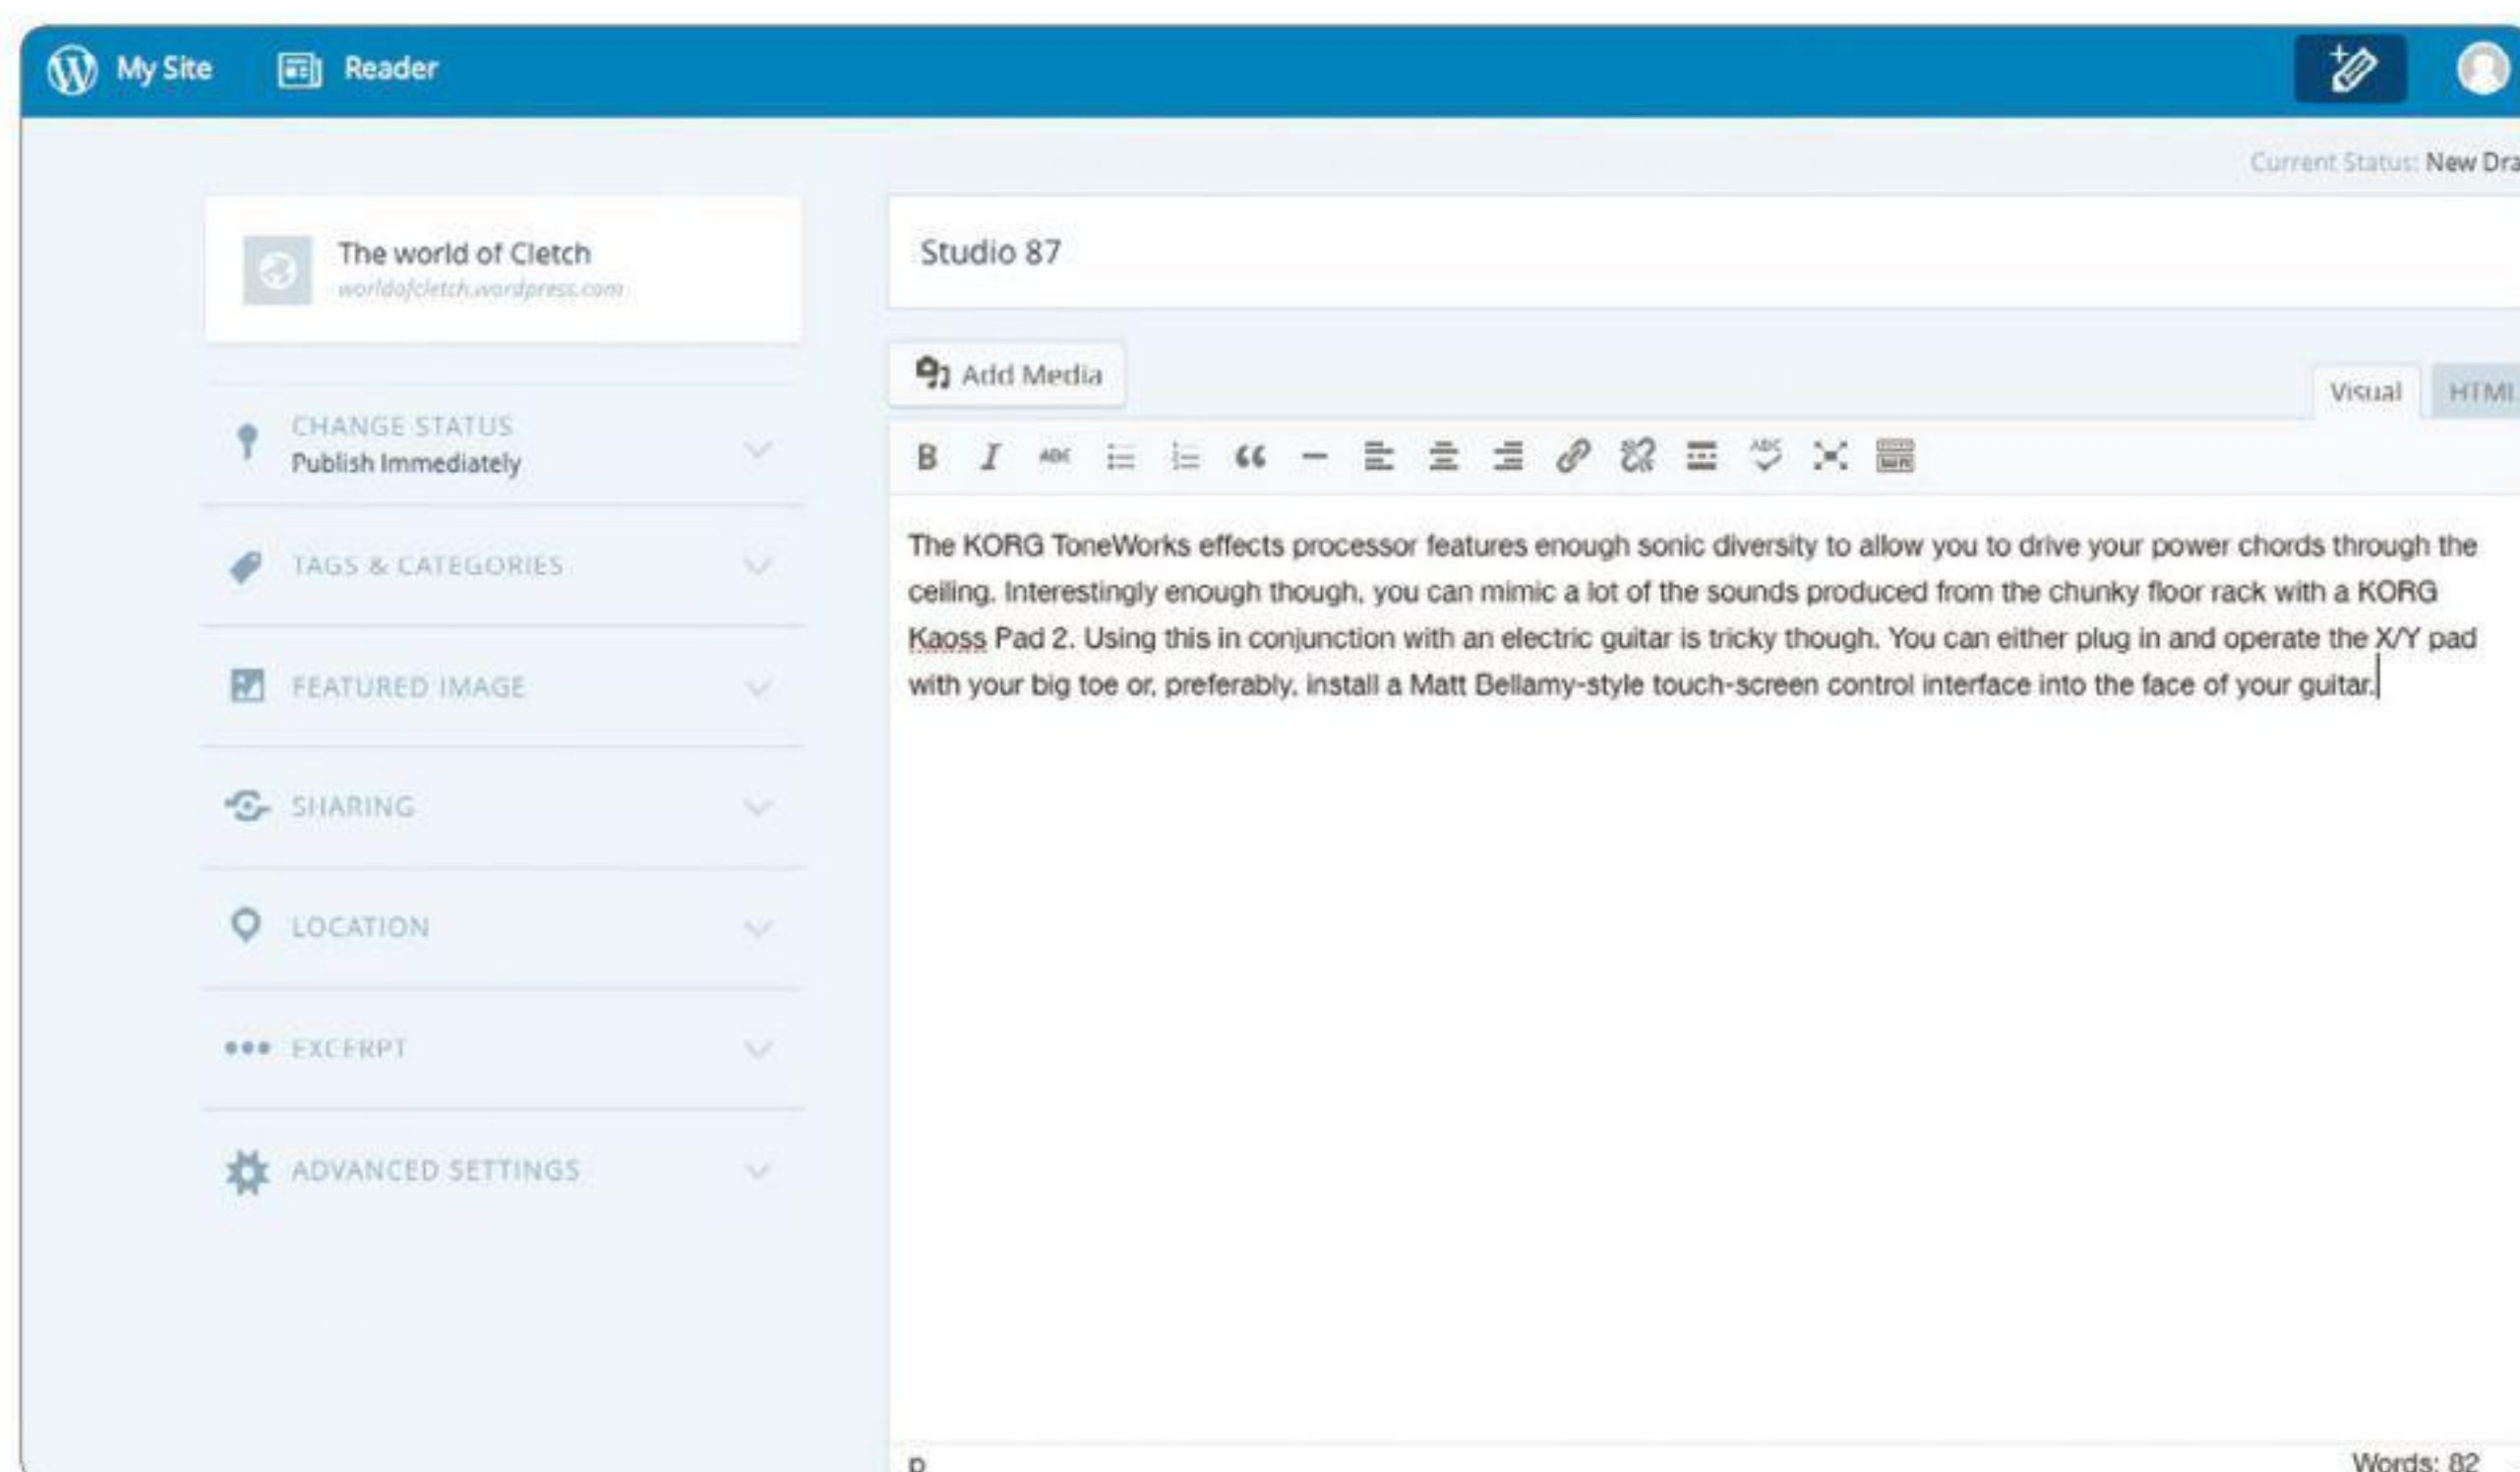 My Site
Reader
Current Status: New Dra
The world of Cletch
worldofcletch.wordpress.com
Studio 87
Add Media
Visual
HTML
CHANGE STATUS
Publish Immediately
TAGS & CATEGORIES
FEATURED IMAGE
SHARING
LOCATION
EXCERPT
ADVANCED SETTINGS
B I ABC ABC
The KORG ToneWorks effects processor features enough sonic diversity to allow you to drive your power chords through the
ceiling. Interestingly enough though, you can mimic a lot of the sounds produced from the chunky floor rack with a KORG
Kaoss Pad 2. Using this in conjunction with an electric guitar is tricky though. You can either plug in and operate the X/Y pad
with your big toe or, preferably, install a Matt Bellamy-style touch-screen control interface into the face of your guitar.
p
Words: 82